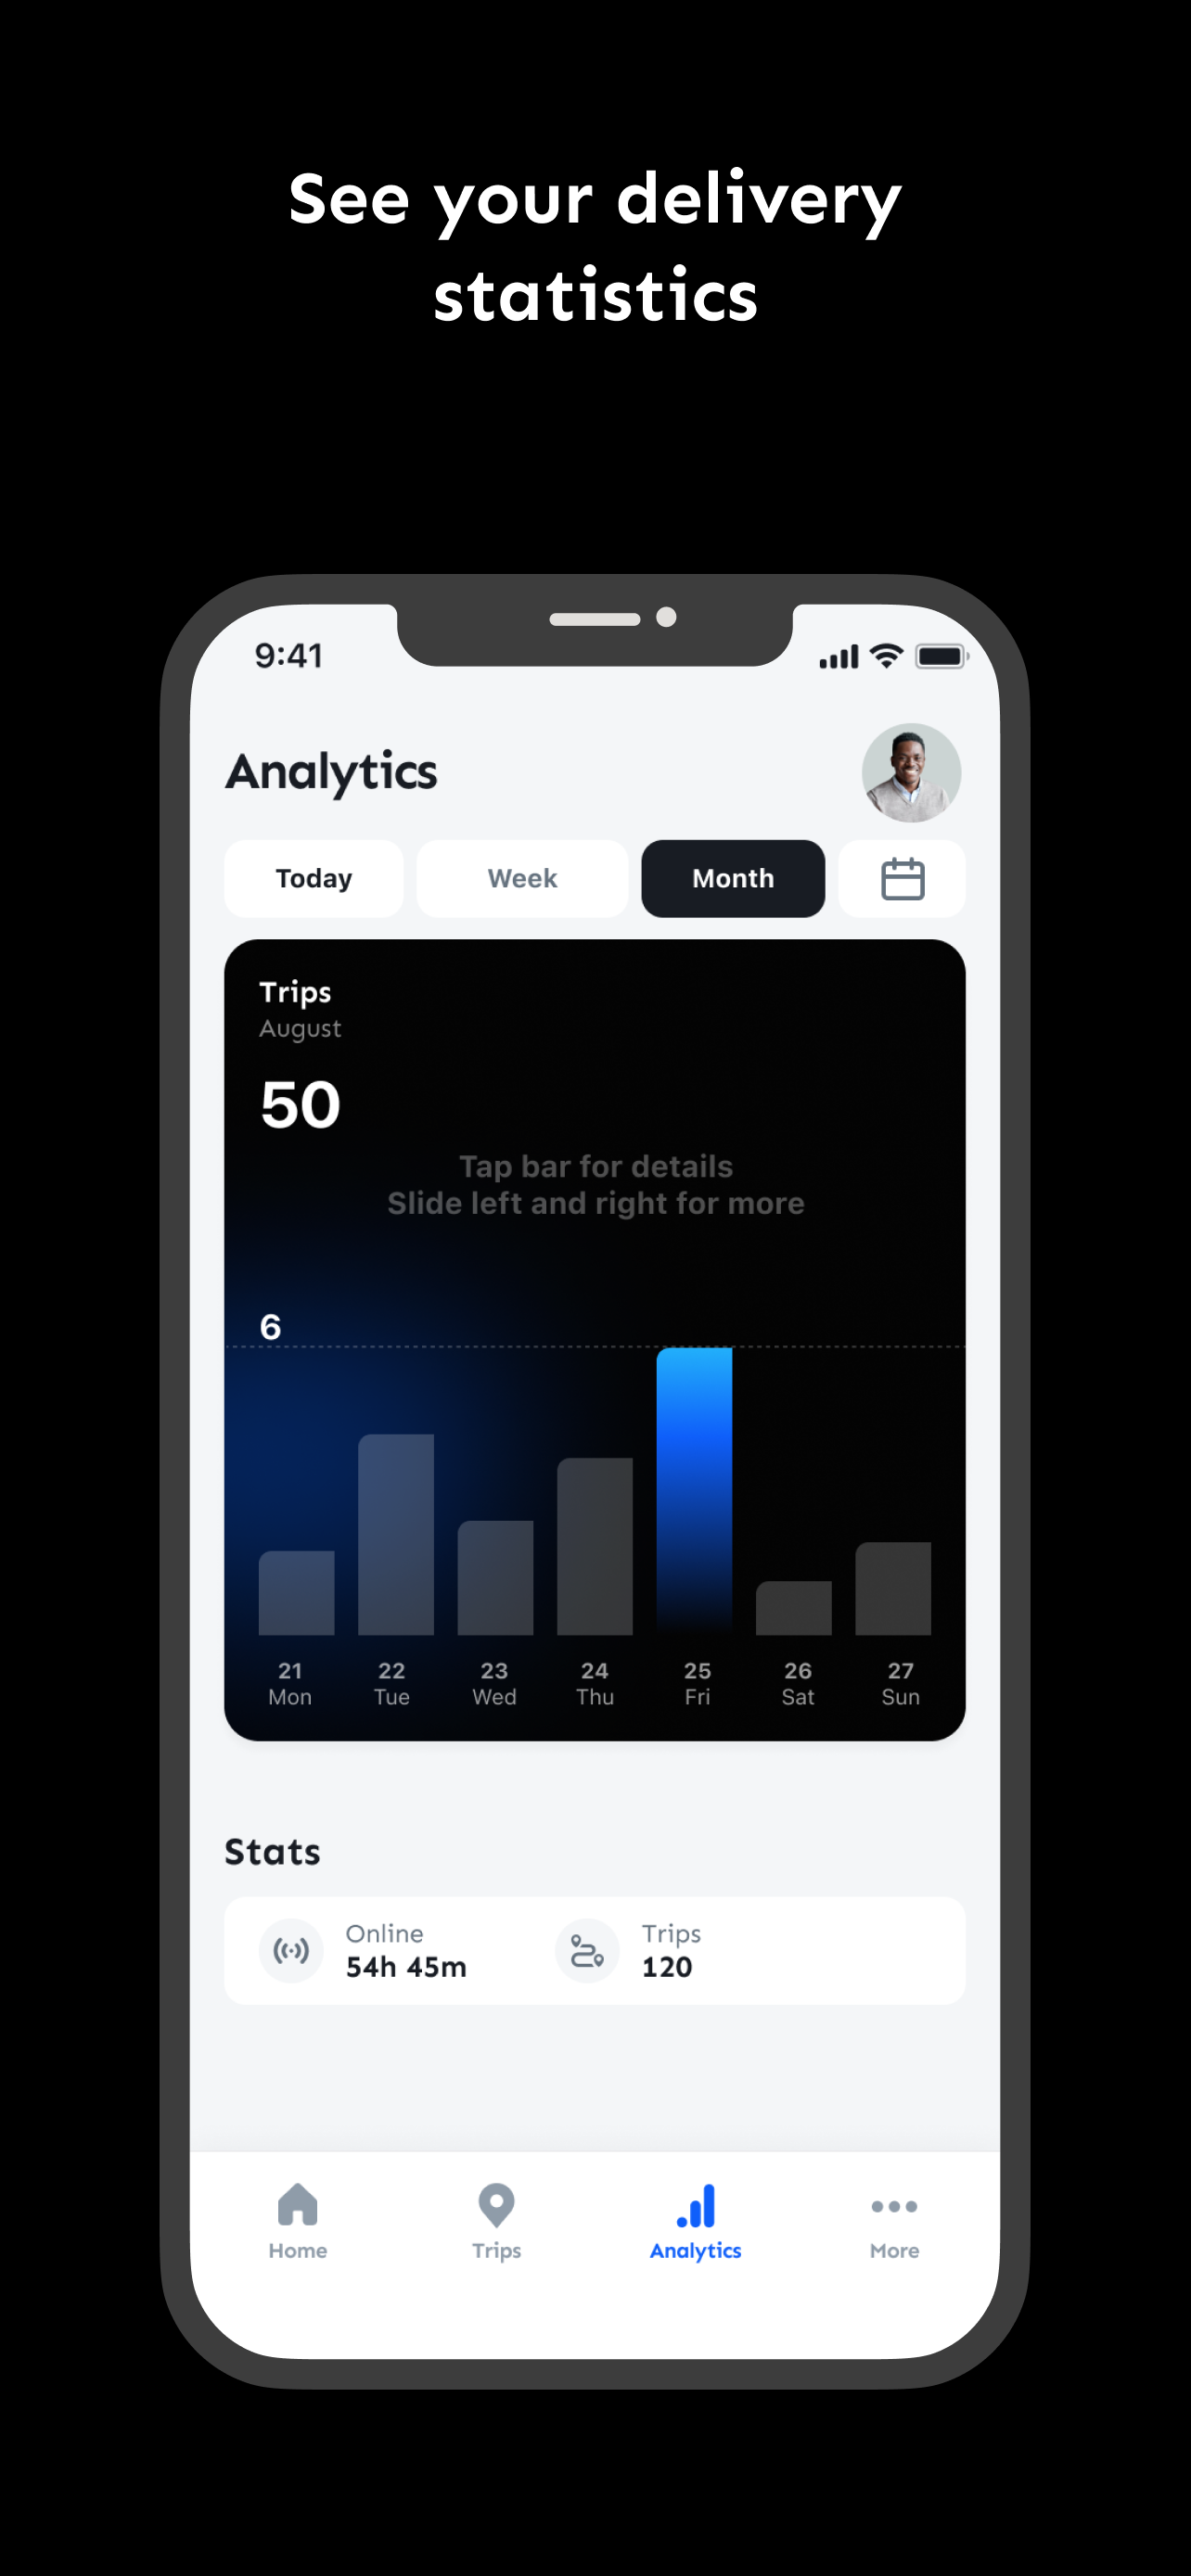 See your delivery
statistics
9:41
Analytics
Today
Week
Month
Trips
August
50
Tap bar for details
Slide left and right for more
6
21 22 23 24 25 26 27
Mon Tue Wed Thu Fri Sat Sun
Stats
Online
54h 45m
Trips
120
Home
Trips
Analytics
More